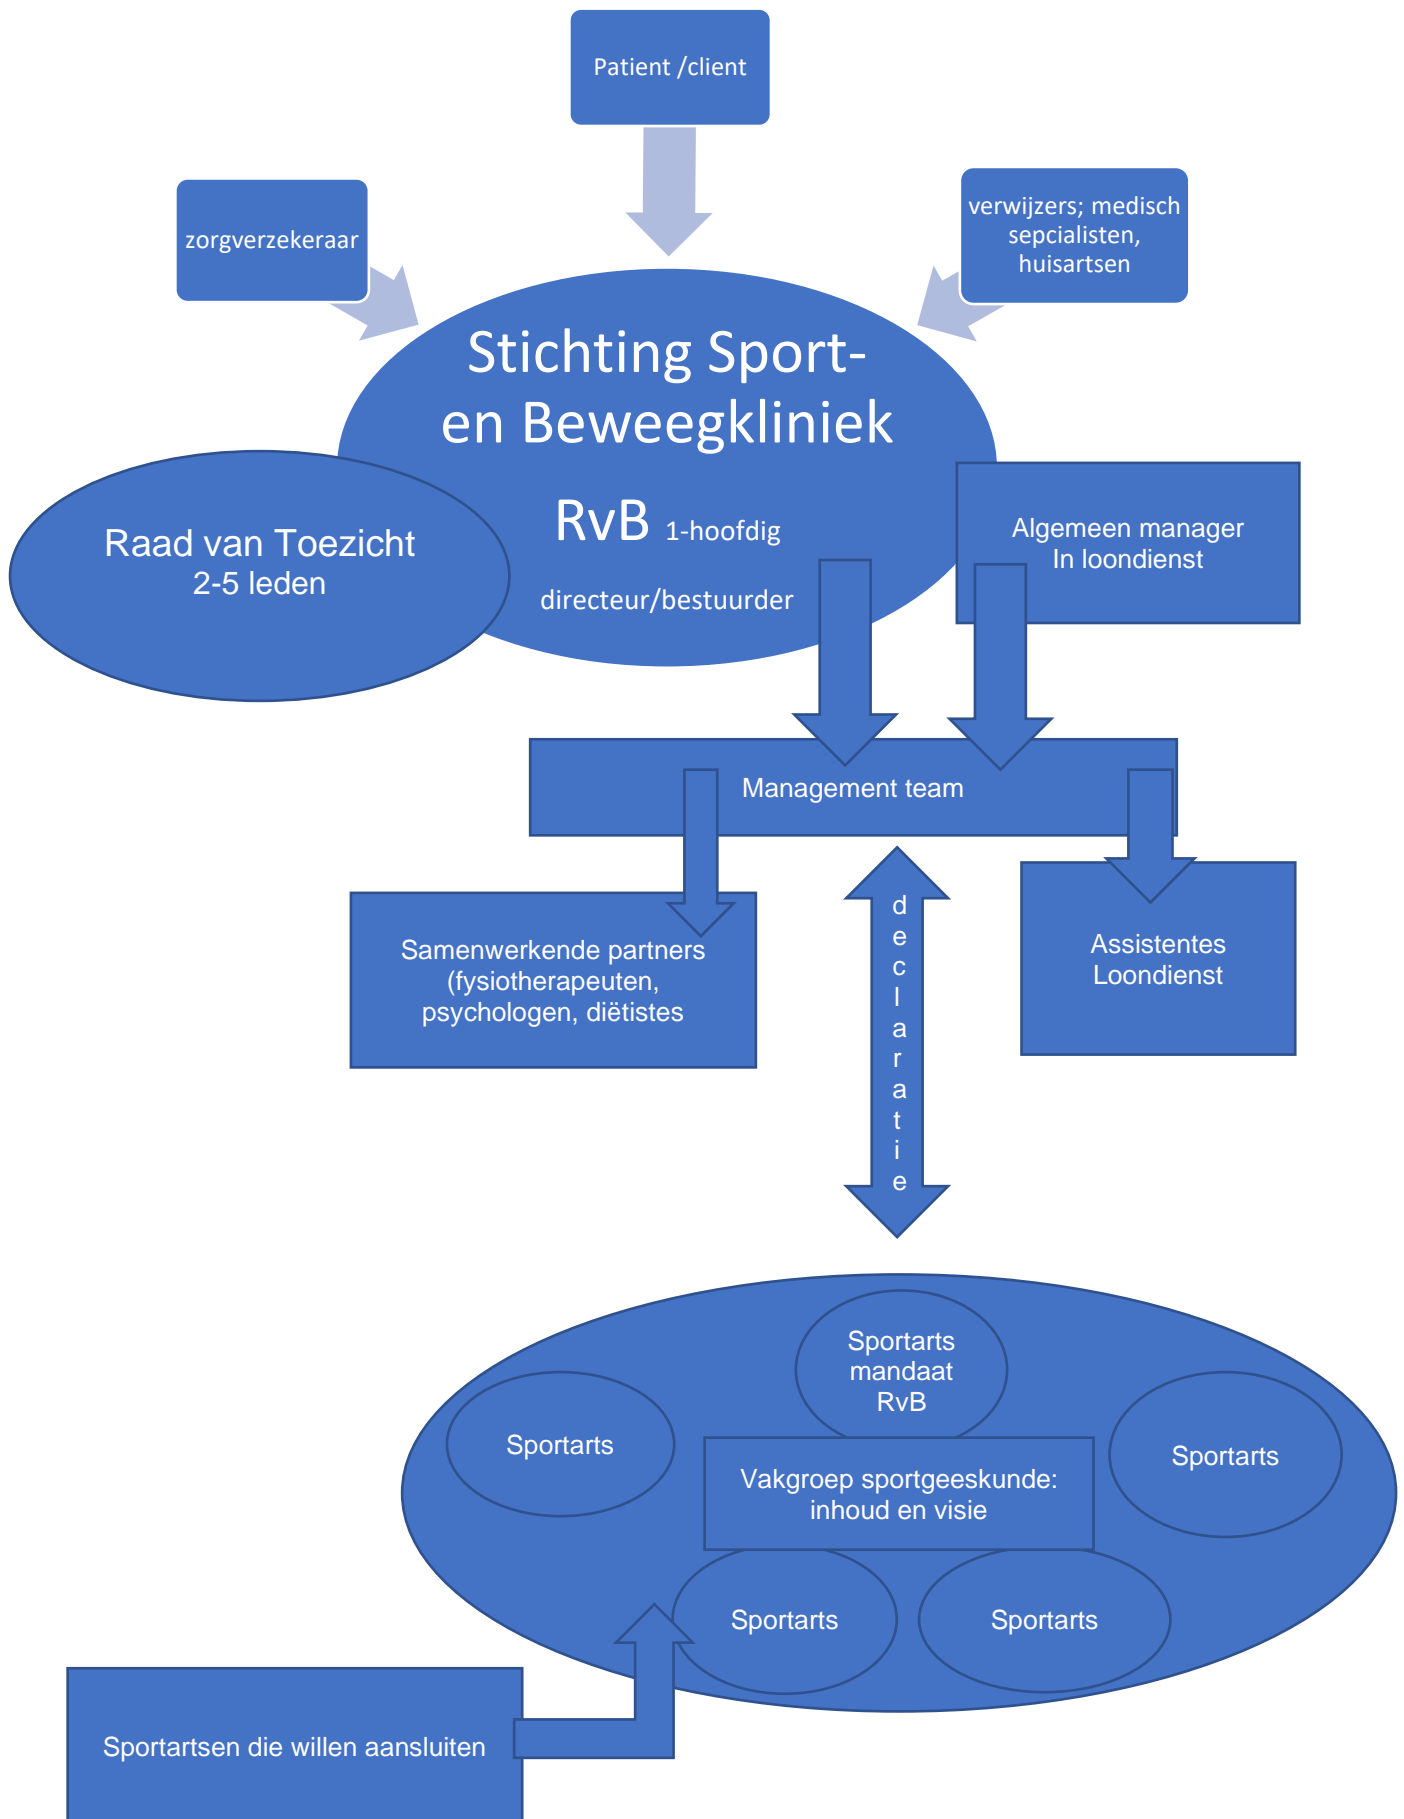 Patient /client
zorgverzekeraar
verwijzers; medisch
sepcialisten,
huisartsen
Stichting Sport-
en Beweegkliniek
RvB 1-hoofdig
directeur/bestuurder
Raad van Toezicht
2-5 leden
Algemeen manager
In loondienst
Management team
Samenwerkende partners
(fysiotherapeuten,
psychologen, diëtistes
declaratie
Assistentes
Loondienst
Sportarts
mandaat
RvB
Sportarts
Sportarts
Vakgroep sportgeeskunde:
inhoud en visie
Sportarts
Sportarts
Sportartsen die willen aansluiten